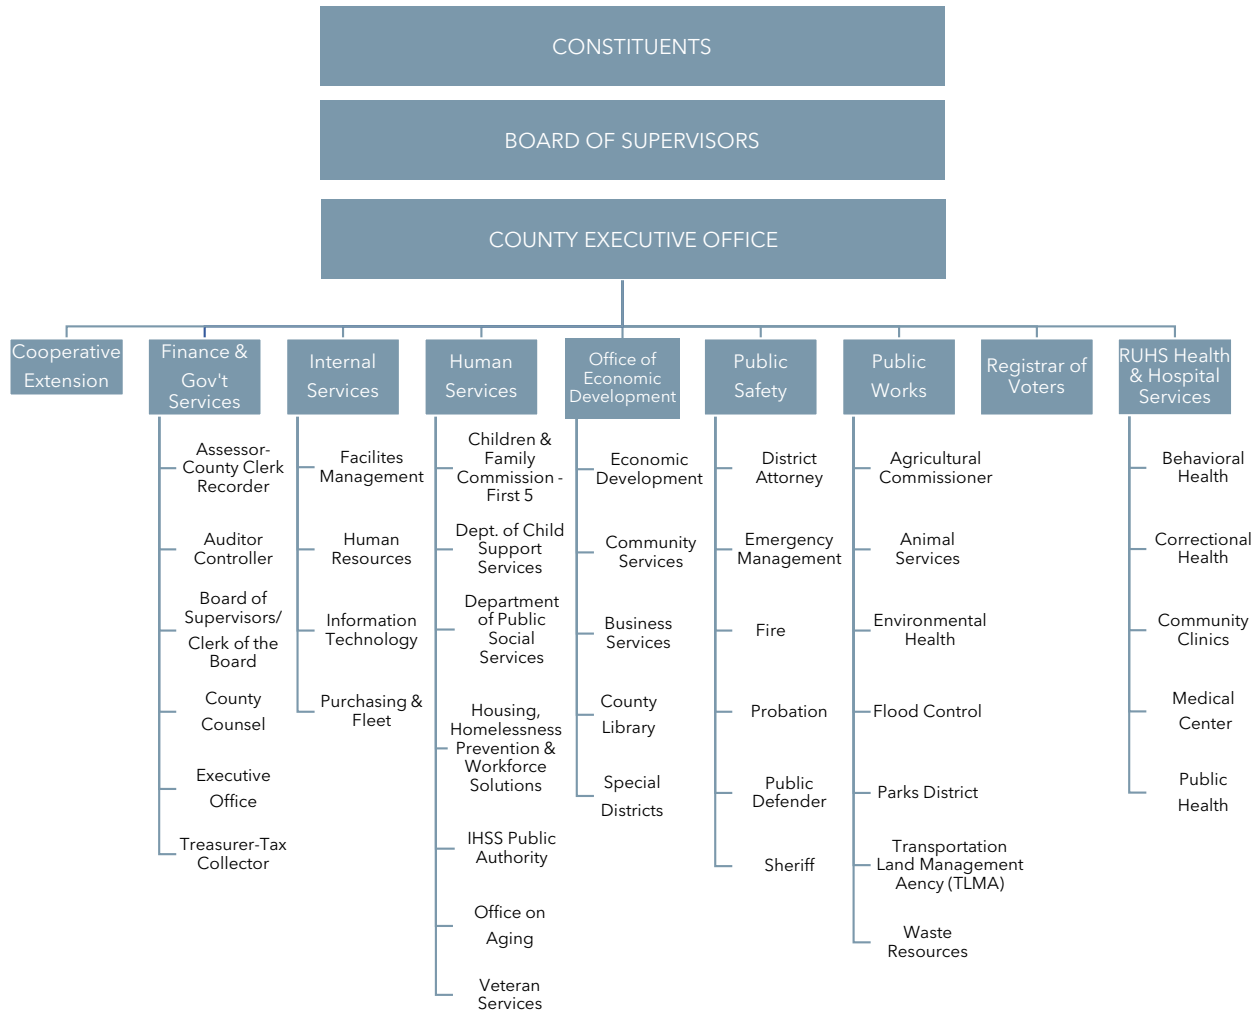 CONSTITUENTS
BOARD OF SUPERVISORS
COUNTY EXECUTIVE OFFICE
Cooperative
Extension
Finance &
Gov't
Services
Assessor-
County Clerk
Recorder
Auditor
Controller
Board of
Supervisors/
Clerk of the
Board
County
Counsel
Executive
Office
Treasurer-Tax
Collector
Internal
Services
Facilites
Management
Human
Resources
Information
Technology
Purchasing &
Fleet
Human
Services
Children &
Family
Commission -
First 5
Dept. of Child
Support
Services
Department
of Public
Social
Services
Housing,
Homelessness
Prevention &
Workforce
Solutions
IHSS Public
Authority
Office on
Aging
Veteran
Services
Office of
Economic
Development
Economic
Development
Community
Services
Business
Services
County
Library
Special
Districts
Public
Safety
District
Attorney
Emergency
Management
Fire
Probation
Public
Defender
Sheriff
Public
Works
Agricultural
Commissioner
Animal
Services
Environmental
Health
Flood Control
Parks District
Transportation
Land Management
Aency (TLMA)
Waste
Resources
Registrar of
Voters
RUHS Health
& Hospital
Services
Behavioral
Health
Correctional
Health
Community
Clinics
Medical
Center
Public
Health